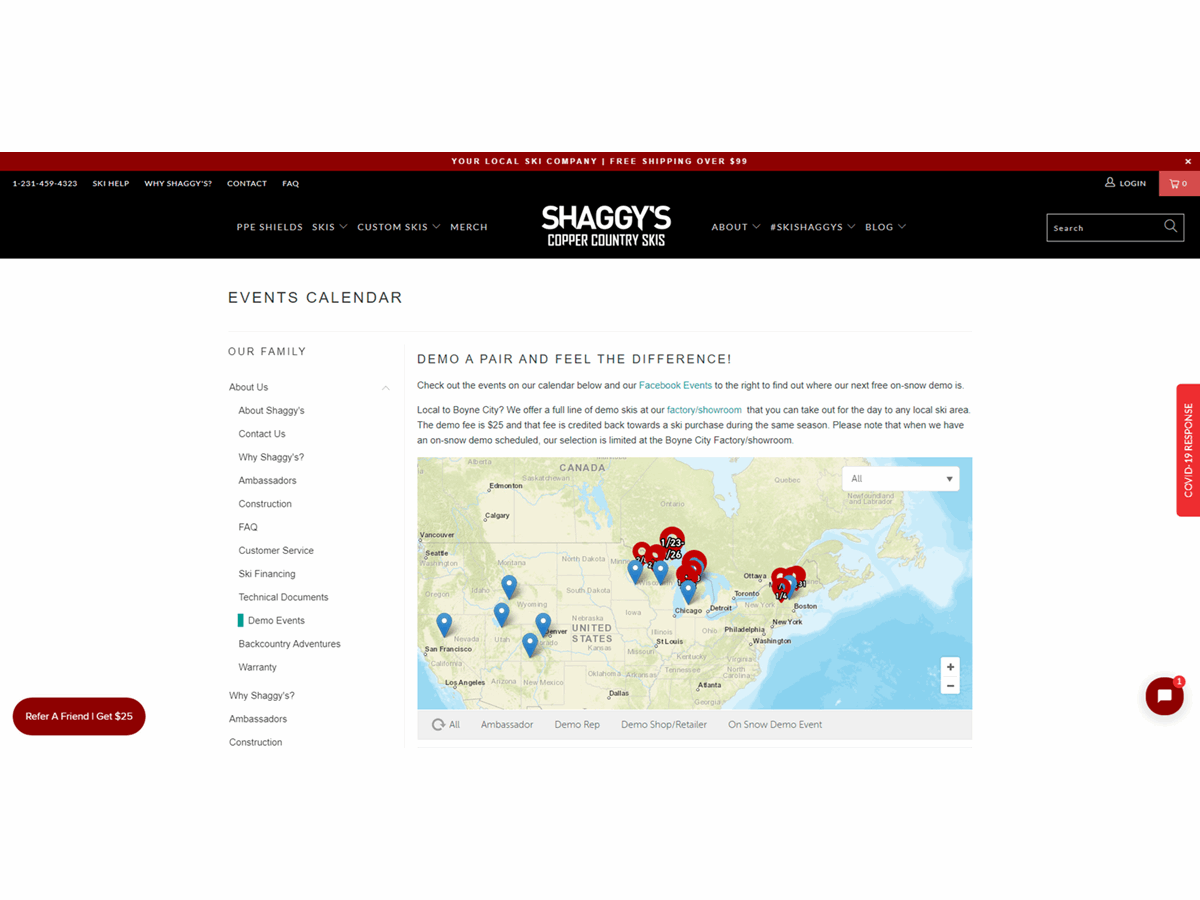 YOUR LOCAL SKI COMPANY | FREE SHIPPING OVER $99
×
1-231-459-4323 SKI HELP WHY SHAGGY'S? CONTACT FAQ
LOGIN 0
PPE SHIELDS SKIS CUSTOM SKIS MERCH
SHAGGY'S
COPPER COUNTRY SKIS
ABOUT #SKISHAGGYS BLOG
Search
EVENTS CALENDAR
OUR FAMILY
About Us
About Shaggy's
Contact Us
Why Shaggy's?
Ambassadors
Construction
FAQ
Customer Service
Ski Financing
Technical Documents
Demo Events
Backcountry Adventures
Warranty
Why Shaggy's?
Ambassadors
Construction
DEMO A PAIR AND FEEL THE DIFFERENCE!
Check out the events on our calendar below and our Facebook Events to the right to find out where our next free on-snow demo is.
Local to Boyne City? We offer a full line of demo skis at our factory/showroom that you can take out for the day to any local ski area.
The demo fee is $25 and that fee is credited back towards a ski purchase during the same season. Please note that when we have
an on-snow demo scheduled, our selection is limited at the Boyne City Factory/showroom.
Alberta
CANADA
Saskatchewan
Edmonton
Quebec
All
Newfoundland
and Labrador
Ontario
Calgary
Vancouver
Seattle
Washington
1/23-
/26
Montana
North Dakota
Ottawa
Oregon
Idaho
South Dakota
Toronto
Wyoming
Iowa
Chicago
Detroit
New York
Boston
Nebraska
New York
Nevada
Utah
UNITED
STATES
Illinois
Ohio
Philadelphia
San Francisco
Kansas
Missouri
St Louis
Washington
California
Kentucky
Virginia
Los Angeles
Arizona
New Mexico
Oklahoma
Arkansas
Tennessee
North
Carolina
Dallas
Atlanta
Georgia
+
−
All Ambassador Demo Rep Demo Shop/Retailer On Snow Demo Event
Refer A Friend I Get $25
COVID-19 RESPONSE
1